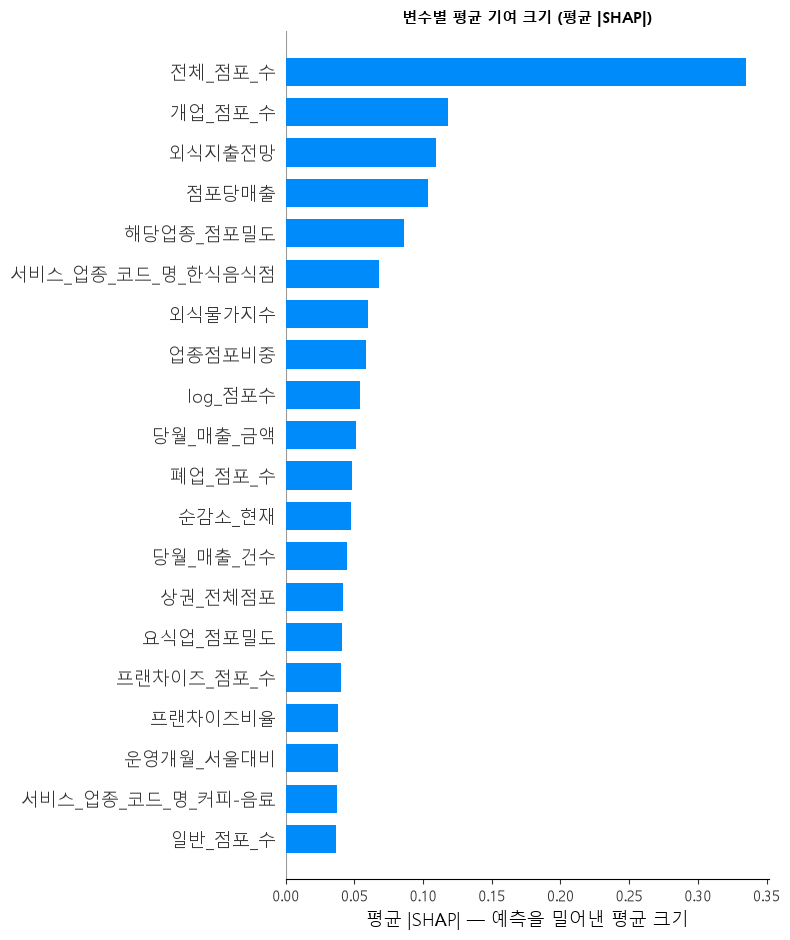 변수별 평균 기여 크기 (평균 |SHAP|)
전체_점포_수
개업_점포_수
외식지출전망
점포당매출
해당업종_점포밀도
서비스_업종_코드_명_한식음식점
외식물가지수
업종점포비중
log_점포수
당월_매출_금액
폐업_점포_수
순감소_현재
당월_매출_건수
상권_전체점포
요식업_점포밀도
프랜차이즈_점포_수
프랜차이즈비율
운영개월_서울대비
서비스_업종_코드_명_커피-음료
일반_점포_수
0.00 0.05 0.10 0.15 0.20 0.25 0.30 0.35
평균 |SHAP| — 예측을 밀어낸 평균 크기